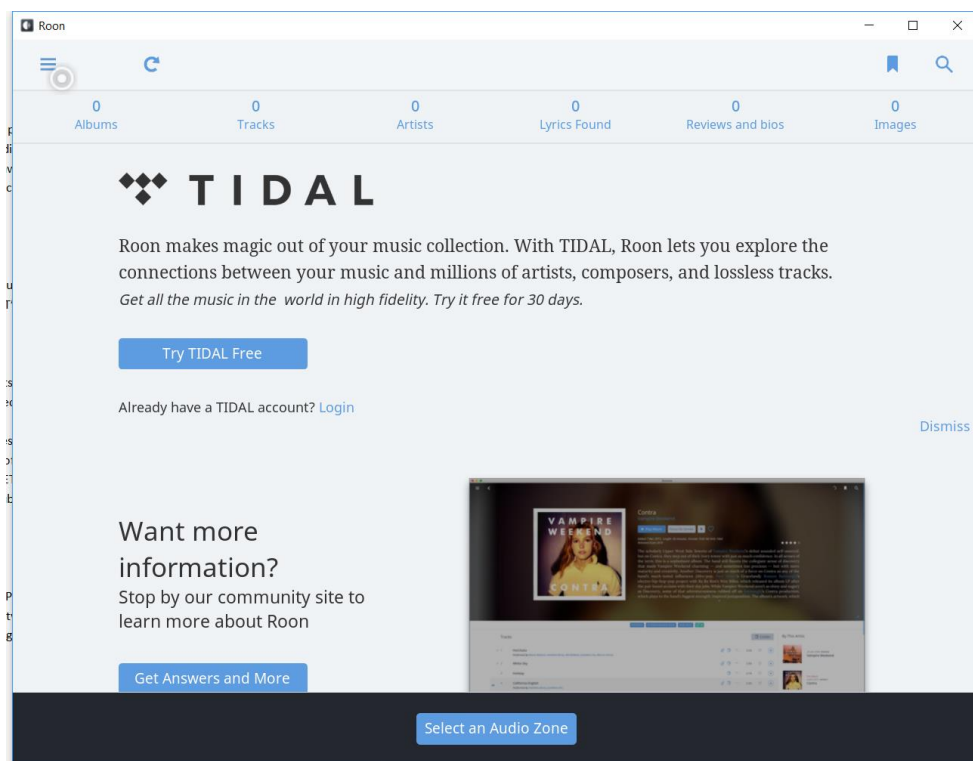 Roon
0 0 0 0 0 0
Albums Tracks Artists Lyrics Found Reviews and bios Images
TIDAL
Roon makes magic out of your music collection. With TIDAL, Roon lets you explore the
connections between your music and millions of artists, composers, and lossless tracks.
Get all the music in the world in high fidelity. Try it free for 30 days.
Try TIDAL Free
Already have a TIDAL account? Login
Dismiss
Want more
information?
Stop by our community site to
learn more about Roon
Get Answers and More
Contra
VAMPIRE
WEEKEND
CONTRA
Select an Audio Zone